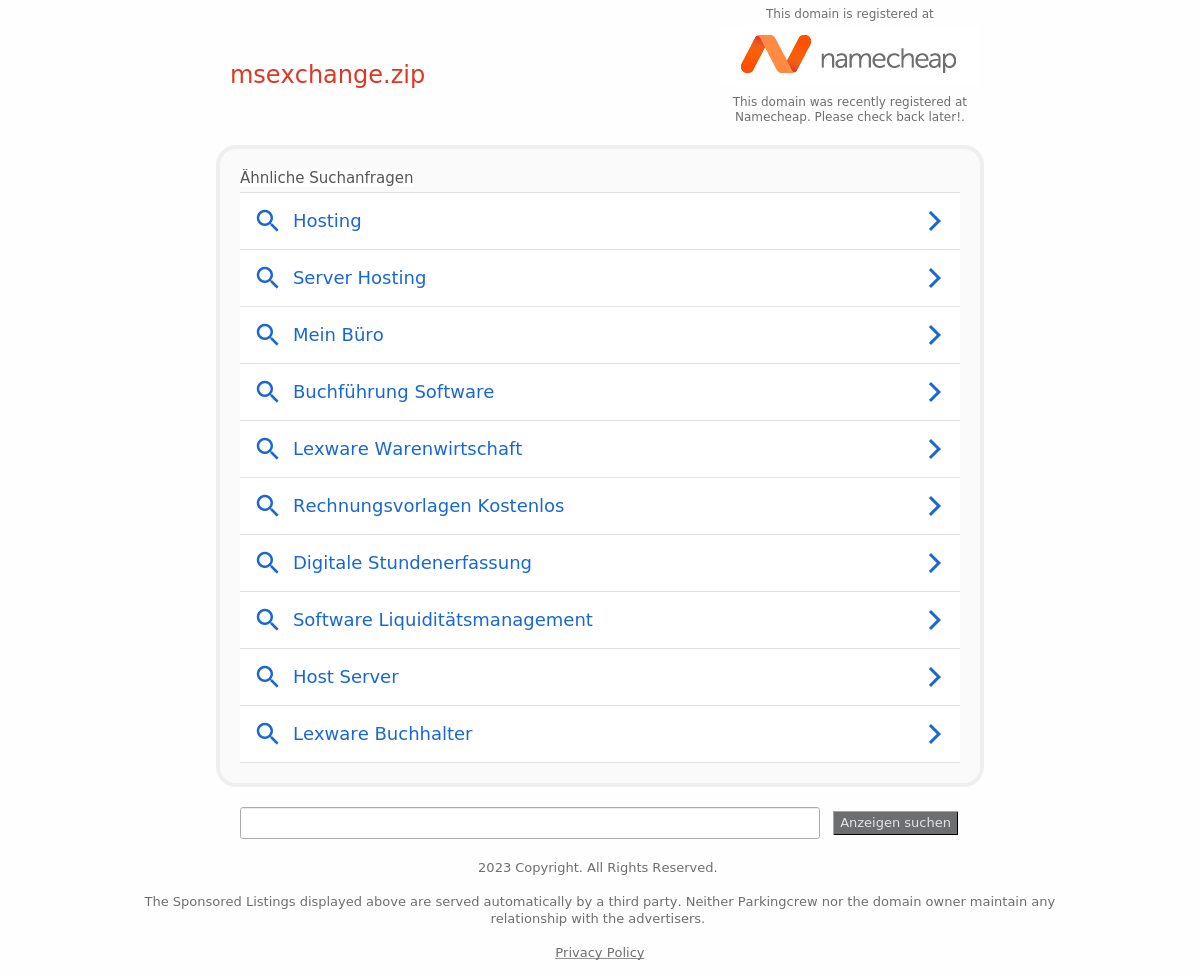 This domain is registered at
namecheap
msexchange.zip
This domain was recently registered at
Namecheap. Please check back later!.
Ähnliche Suchanfragen
Hosting
Server Hosting
Mein Büro
Buchführung Software
Lexware Warenwirtschaft
Rechnungsvorlagen Kostenlos
Digitale Stundenerfassung
Software Liquiditätsmanagement
Host Server
Lexware Buchhalter
Anzeigen suchen
2023 Copyright. All Rights Reserved.
The Sponsored Listings displayed above are served automatically by a third party. Neither Parkingcrew nor the domain owner maintain any
relationship with the advertisers.
Privacy Policy